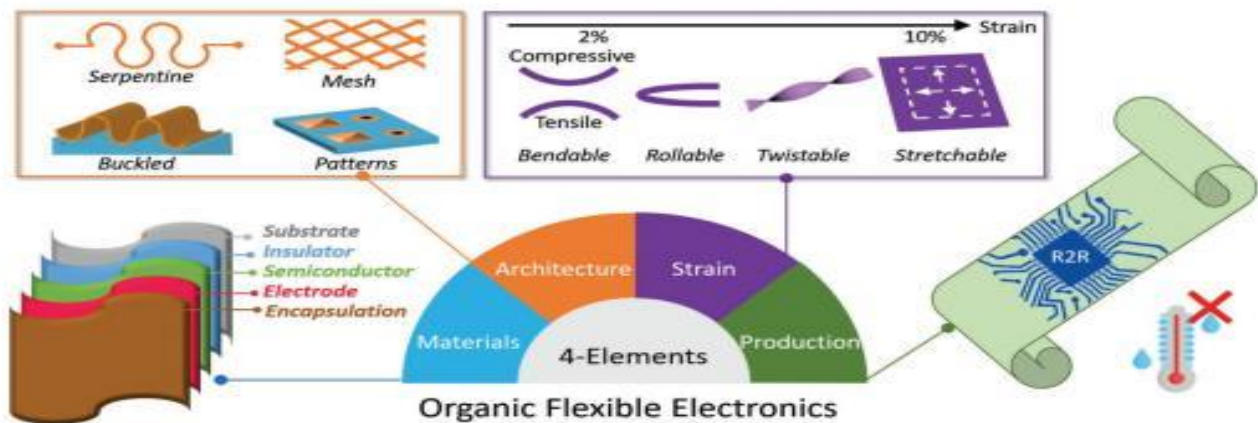 Serpentine
Mesh
Buckled
Patterns
Strain
2%
10%
Compressive
Tensile
Bendable
Rollable
Twistable
Stretchable
Substrate
Insulator
Semiconductor
Electrode
Encapsulation
Architecture
Strain
Materials
Production
4-Elements
R2R
Organic Flexible Electronics